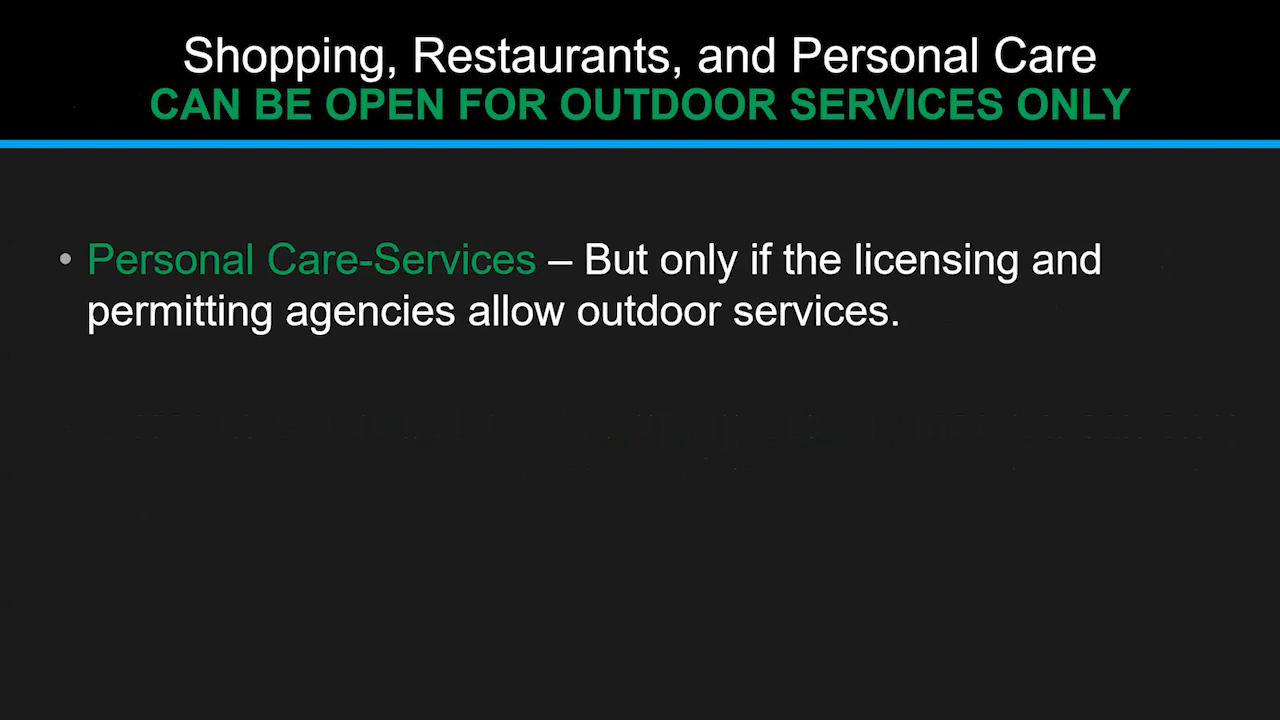 Shopping, Restaurants, and Personal Care
CAN BE OPEN FOR OUTDOOR SERVICES ONLY
• Personal Care-Services – But only if the licensing and
permitting agencies allow outdoor services.